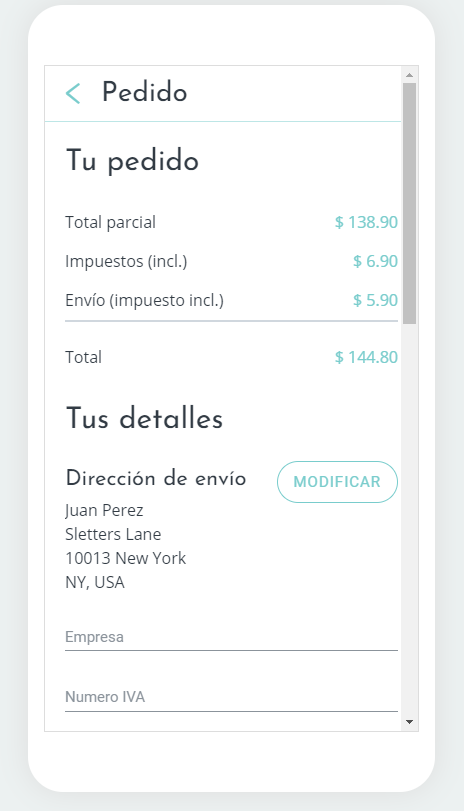 Pedido
Tu pedido
Total parcial $ 138.90
Impuestos (incl.) $ 6.90
Envío (impuesto incl.) $ 5.90
Total $ 144.80
Tus detalles
Dirección de envío MODIFICAR
Juan Perez
Sletters Lane
10013 New York
NY, USA
Empresa
Numero IVA